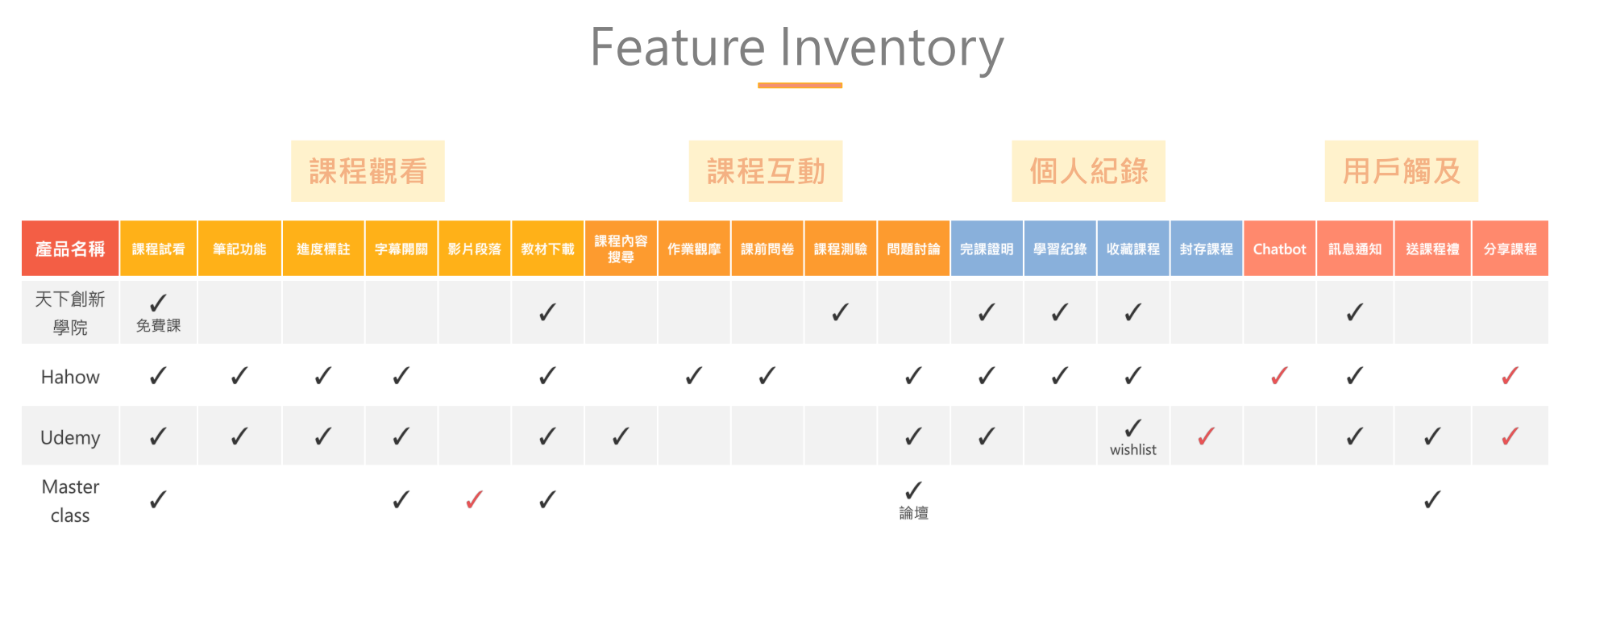 Feature Inventory
課程觀看 課程互動 個人紀錄 用戶觸及
產品名稱 課程試看 筆記功能 進度標註 字幕開關 影片段落 教材下載 課程內容搜尋 作業觀摩 課前問卷 課程測驗 問題討論 完課證明 學習紀錄 收藏課程 封存課程 Chatbot 訊息通知 送課程禮 分享課程
天下創新
學院
✓ ✓ ✓ ✓ ✓ ✓ ✓
免費課
Hahow ✓ ✓ ✓ ✓ ✓ ✓ ✓ ✓ ✓ ✓ ✓ ✓ ✓ ✓
Udemy ✓ ✓ ✓ ✓ ✓ ✓ ✓ ✓ ✓ ✓ ✓ ✓ ✓
wishlist
Master
class
✓ ✓ ✓ ✓ ✓ ✓
論壇